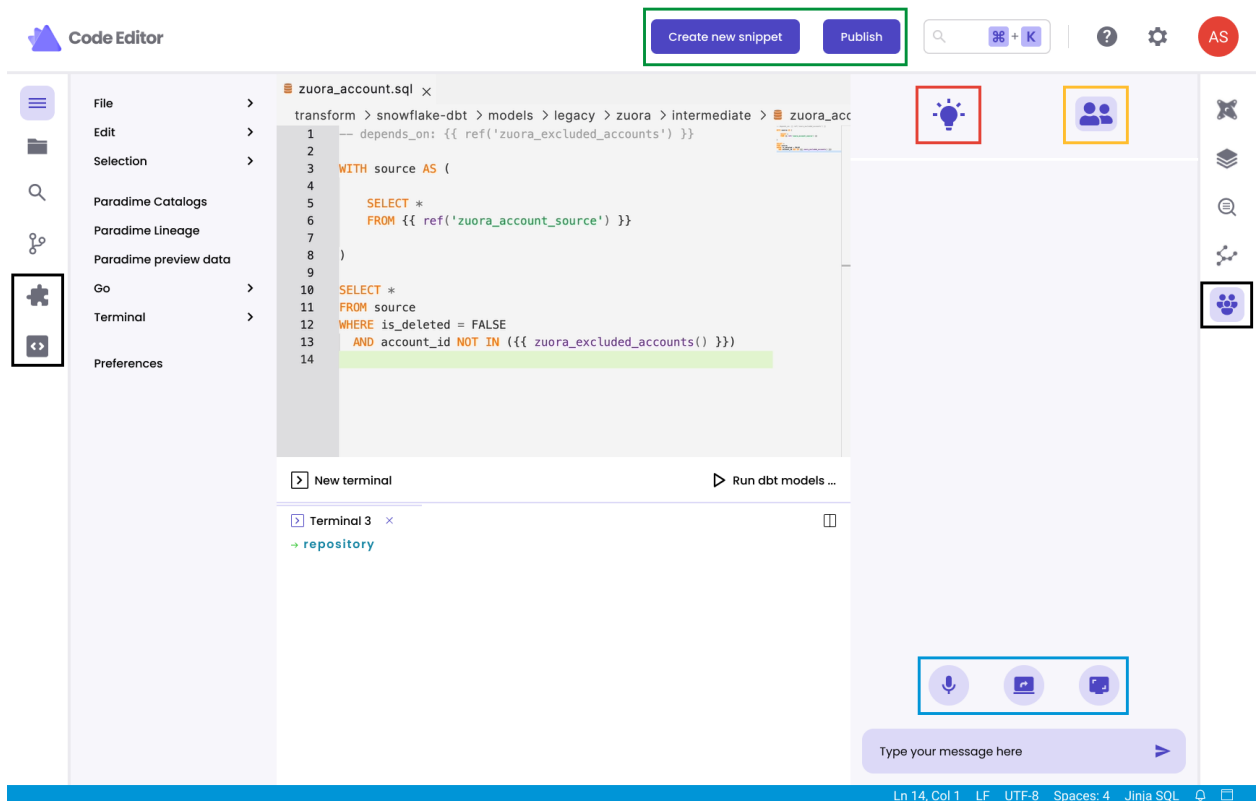 Code Editor
Create new snippet
Publish
⌘ + K
AS
File
Edit
Selection
Paradime Catalogs
Paradime Lineage
Paradime preview data
Go
Terminal
Preferences
zuora_account.sql ×
transform > snowflake-dbt > models > legacy > zuora > intermediate > zuora_acc
1 -- depends_on: {{ ref('zuora_excluded_accounts') }}
2
3 WITH source AS (
4
5 SELECT *
6 FROM {{ ref('zuora_account_source') }}
7
8 )
9
10 SELECT *
11 FROM source
12 WHERE is_deleted = FALSE
13 AND account_id NOT IN ({{ zuora_excluded_accounts() }})
14
New terminal
Run dbt models ...
Terminal 3 ×
→ repository
Type your message here
Ln 14, Col 1 LF UTF-8 Spaces: 4 Jinja SQL